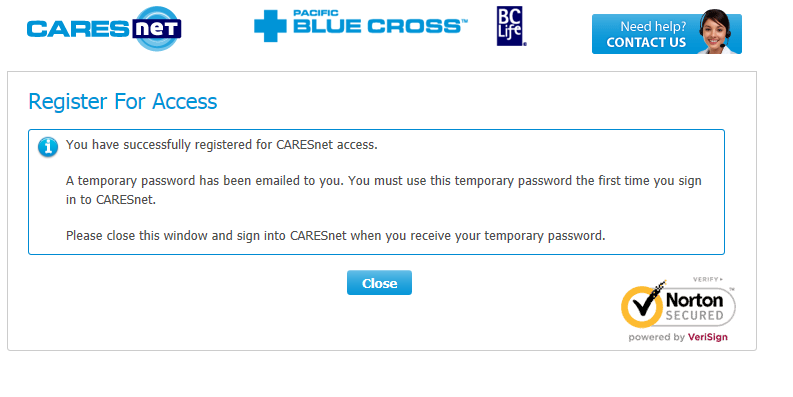 CARESnet
PACIFIC
BLUE CROSS™
BC
Life
Need help?
CONTACT US
Register For Access
You have successfully registered for CARESnet access.
A temporary password has been emailed to you. You must use this temporary password the first time you sign
in to CARESnet.
Please close this window and sign into CARESnet when you receive your temporary password.
Close
VERIFY▸
Norton™
SECURED
powered by VeriSign